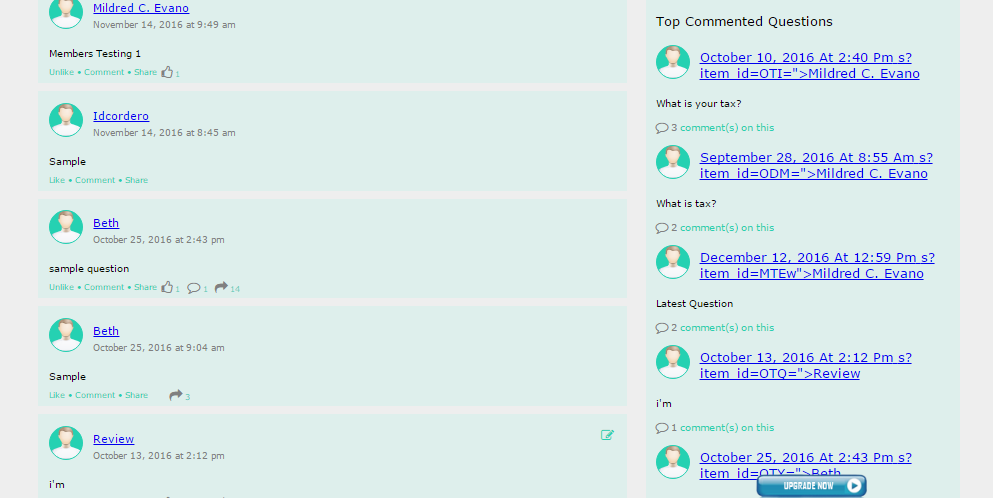 Mildred C. Evano
November 14, 2016 at 9:49 am
Members Testing 1
Unlike • Comment • Share 1
Idcordero
November 14, 2016 at 8:45 am
Sample
Like • Comment • Share
Beth
October 25, 2016 at 2:43 pm
sample question
Unlike • Comment • Share 1 1 14
Beth
October 25, 2016 at 9:04 am
Sample
Like • Comment • Share 3
Review
October 13, 2016 at 2:12 pm
i'm
Top Commented Questions
October 10, 2016 At 2:40 Pm s?
item_id=OTI=">Mildred C. Evano
What is your tax?
3 comment(s) on this
September 28, 2016 At 8:55 Am s?
item_id=ODM=">Mildred C. Evano
What is tax?
2 comment(s) on this
December 12, 2016 At 12:59 Pm s?
item_id=MTEw">Mildred C. Evano
Latest Question
2 comment(s) on this
October 13, 2016 At 2:12 Pm s?
item_id=OTQ=">Review
i'm
1 comment(s) on this
October 25, 2016 At 2:43 Pm s?
item_id=OTY=">Beth
UPGRADE NOW